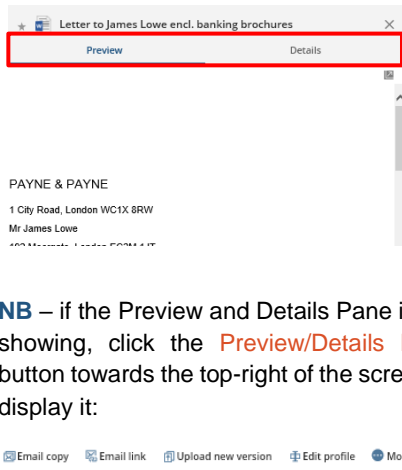 Letter to James Lowe encl. banking brochures
Preview Details
PAYNE & PAYNE
1 City Road, London WC1X 8RW
Mr James Lowe
NB – if the Preview and Details Pane
showing, click the Preview/Details
button towards the top-right of the
display it:
Email copy Email link Upload new version Edit profile